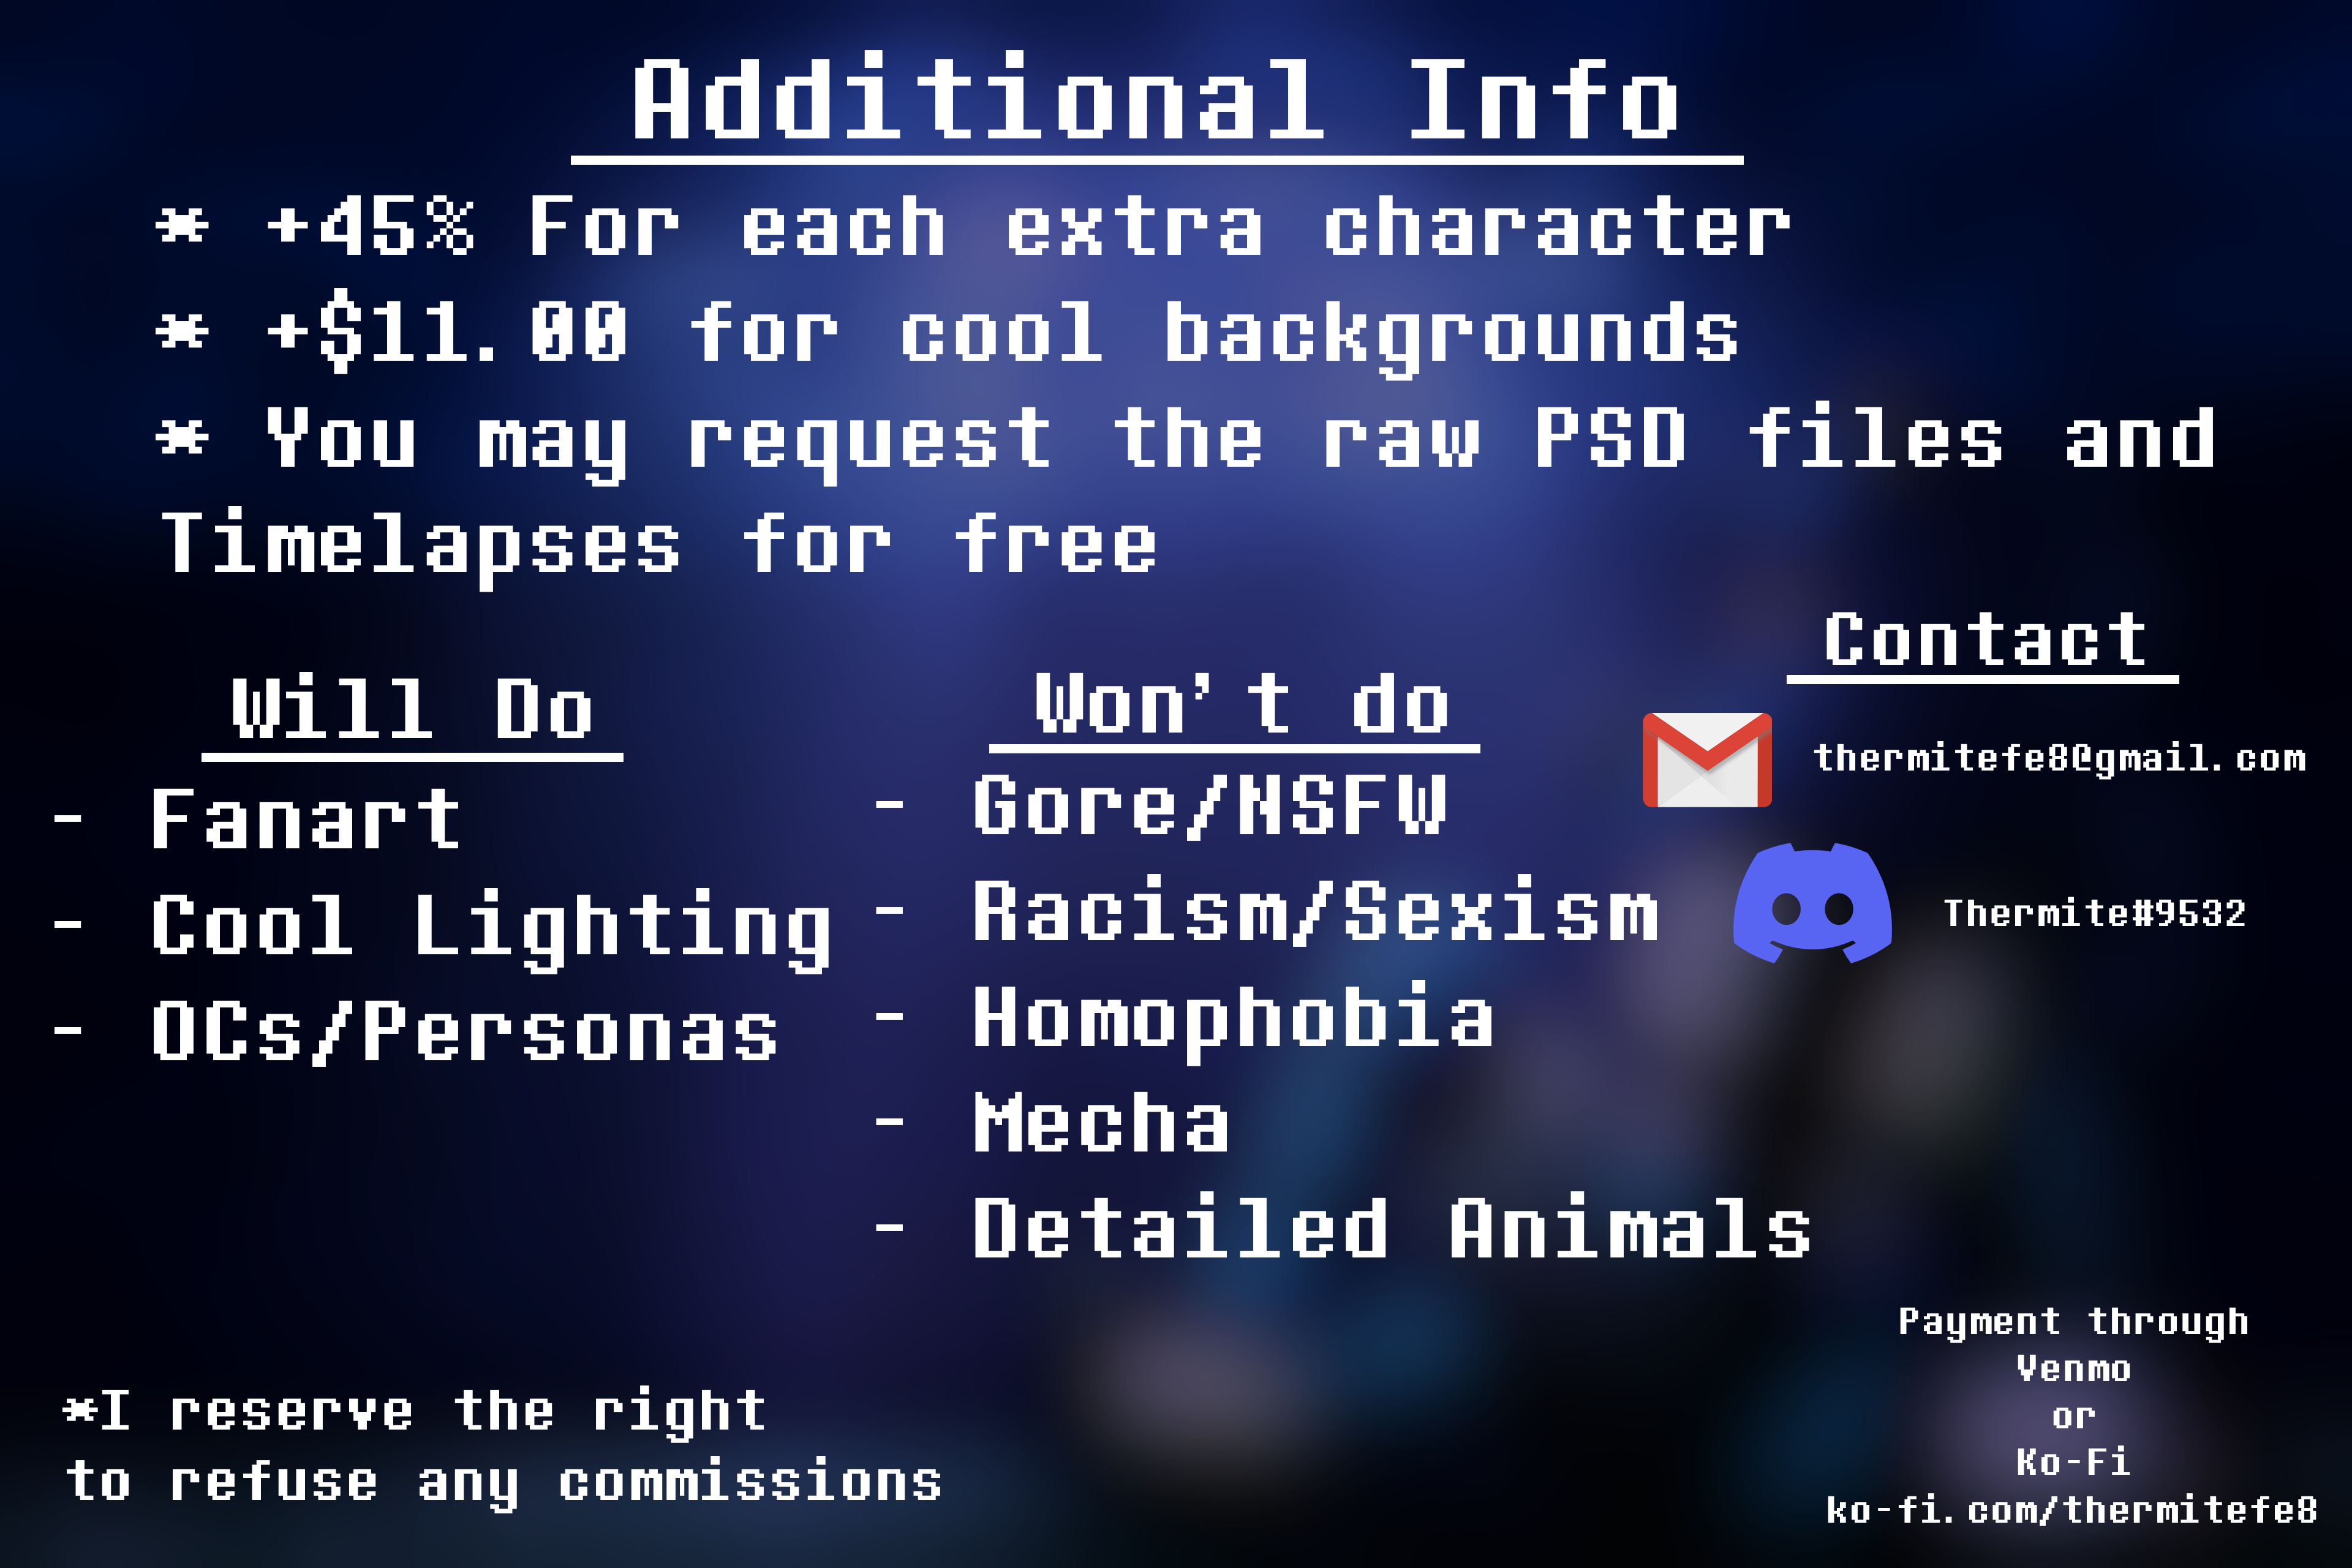 Additional Info
* +45% For each extra character
* +$11.00 for cool backgrounds
* You may request the raw PSD files and
Timelapses for free
Will Do
- Fanart
- Cool Lighting
- OCs/Personas
Won't do
- Gore/NSFW
- Racism/Sexism
- Homophobia
- Mecha
- Detailed Animals
Contact
thermitefe8@gmail.com
Thermite#9532
*I reserve the right
to refuse any commissions
Payment through
Venmo
or
Ko-Fi
ko-fi.com/thermitefe8